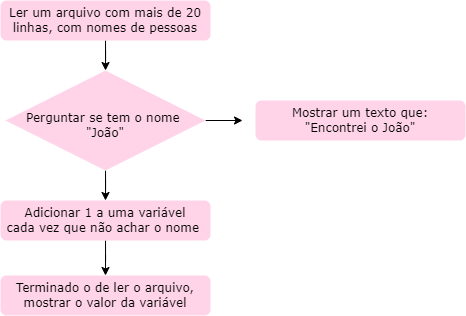 Ler um arquivo com mais de 20
linhas, com nomes de pessoas
Perguntar se tem o nome
"João"
Mostrar um texto que:
"Encontrei o João"
Adicionar 1 a uma variável
cada vez que não achar o nome
Terminado o de ler o arquivo,
mostrar o valor da variável